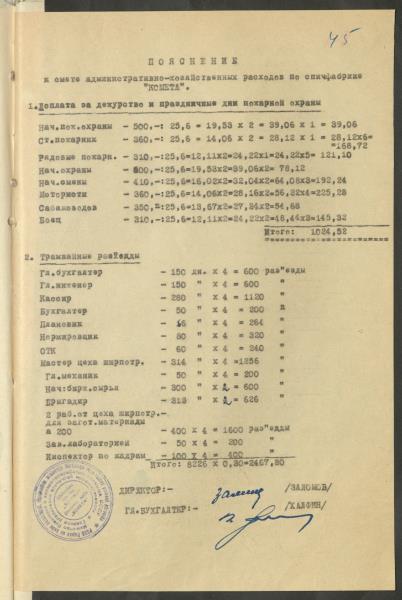 45
ПОЯСНЕНИЕ
к смете административно-хозяйственных расходов по спичфабрике
"КОМЕТА".
1. Доплата за дежурство и праздничные дни пожарной охраны
Нач.пож.охраны - 500,-: 25,6 = 19,53 х 2 = 39,06 х 1 = 39,06
Ст.пожарник - 360,-: 25,6 = 14,06 х 2 = 28,12 х 1 = 28,12х6=
=168,72
Рядовые пожарн. - 310,-:25,6=12,11х2=24,22х1=24,22х5= 121,10
Нач.охраны - 500,-:25,6=19,53х2=39,06х2= 78,12
Нач.смены - 410,-:25,6=16,02х2=32,04х2=64,08х3=192,24
Мотористы - 360,-:25,6=14,06х2=28,16х2=56,32х4=225,28
- 350,-:25,6=13,67х2=27,34х2=54,68
Боец - 310,-:25,6=12,11х2=24,22х2=48,44х3=145,32
Итого: 1024,52
2. Трамвайные раз"езды
Гл.бухгалтер - 150 дн. х 4 = 600 раз"езды
Гл.инженер - 150 " х 4 = 600 "
Кассир - 280 " х 4 = 1120 "
Бухгалтер - 50 " х 4 = 200 "
Плановик - 66 " х 4 = 264 "
Нормировщик - 80 " х 4 = 320 "
ОТК - 60 " х 4 = 240 "
Мастер цеха ширпотр. - 314 " х 4 =1256 "
Гл.механик - 50 " х 4 = 200 "
Нач.бирж.сырья - 300 " х 2 = 600 "
Бригадир - 313 " х 2 = 626 "
2 раб.от цеха ширпотр.-
для загот.материалы
а 200 - 400 х 4 = 1600 раз"езды
Зав.лабораторией - 50 х 4 = 200 "
Инспектор по кадрам - 100 х 4 = 400 "
Итого: 8226 х 0,30=2467,80
ДИРЕКТОР:- /ЗАЛОМОВ/
ГЛ.БУХГАЛТЕР:- /ХАЛФИН/